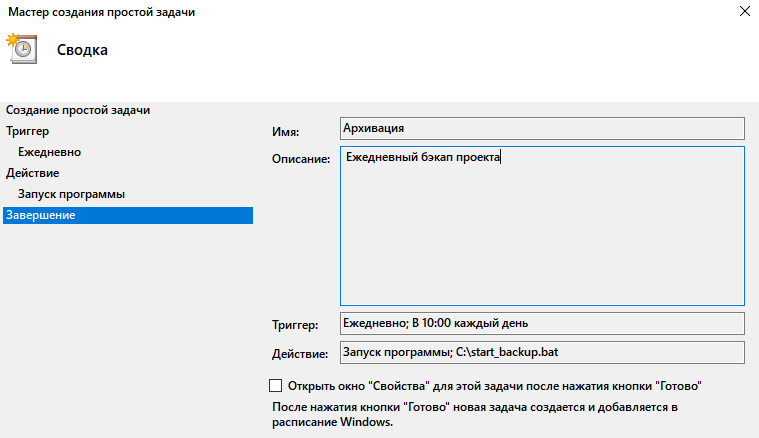 Мастер создания простой задачи
Сводка
Создание простой задачи
Триггер
Ежедневно
Действие
Запуск программы
Завершение
Имя: Архивация
Описание: Ежедневный бэкап проекта
Триггер: Ежедневно; В 10:00 каждый день
Действие: Запуск программы; C:\start_backup.bat
Открыть окно "Свойства" для этой задачи после нажатия кнопки "Готово"
После нажатия кнопки "Готово" новая задача создается и добавляется в
расписание Windows.